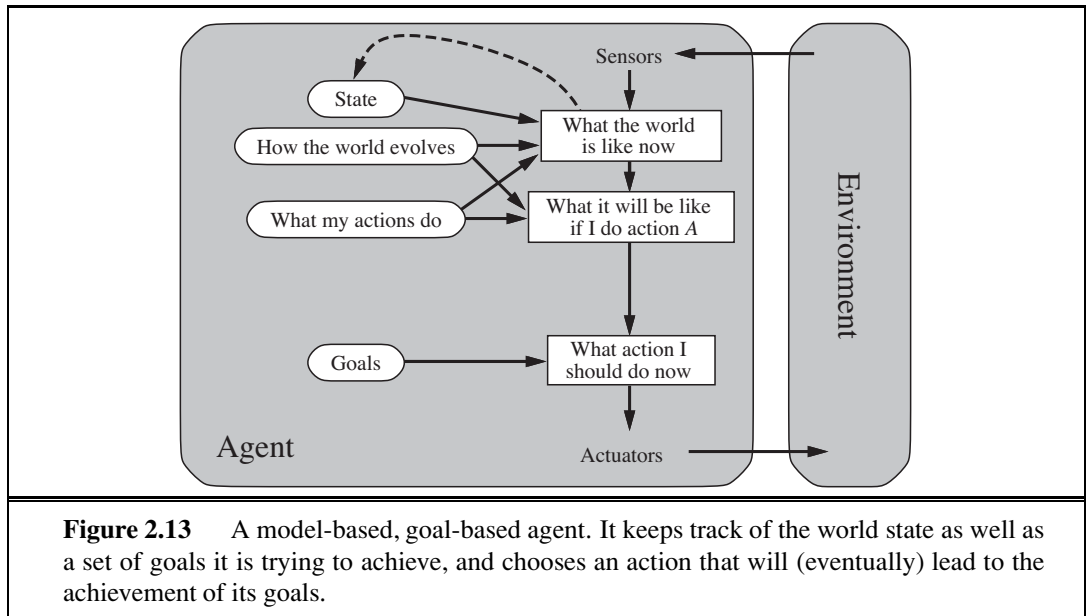 Sensors
State
What the world
is like now
How the world evolves
What my actions do
What it will be like
if I do action A
Goals
What action I
should do now
Agent
Actuators
Environment
Figure 2.13 A model-based, goal-based agent. It keeps track of the world state as well as
a set of goals it is trying to achieve, and chooses an action that will (eventually) lead to the
achievement of its goals.